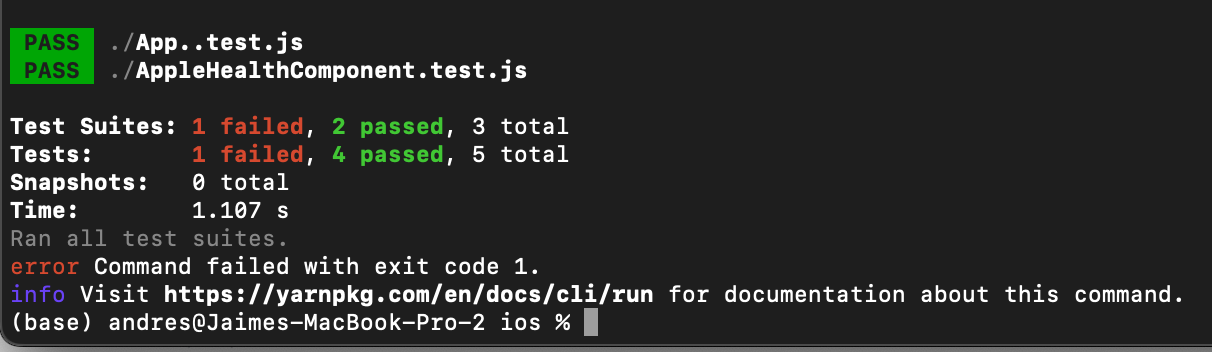 PASS ./App..test.js
PASS ./AppleHealthComponent.test.js
Test Suites: 1 failed, 2 passed, 3 total
Tests: 1 failed, 4 passed, 5 total
Snapshots: 0 total
Time: 1.107 s
Ran all test suites.
error Command failed with exit code 1.
info Visit https://yarnpkg.com/en/docs/cli/run for documentation about this command.
(base) andres@Jaimes-MacBook-Pro-2 ios %